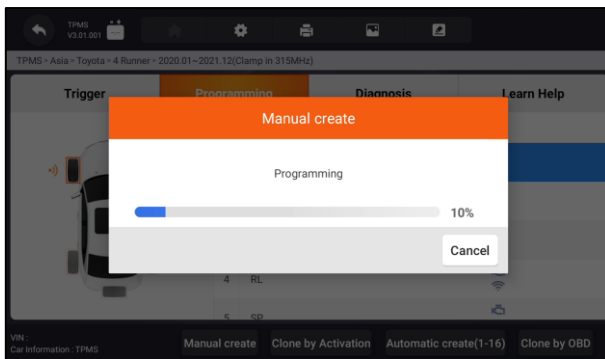 TPMS
V3.01.001
TPMS > Asia > Toyota > 4 Runner > 2020.01~2021.12(Clamp in 315MHz)
Trigger Programming Diagnosis Learn Help
Manual create
Programming
10%
Cancel
4 RL
5 SP
VIN :
Car Information : TPMS
Manual create Clone by Activation Automatic create(1-16) Clone by OBD